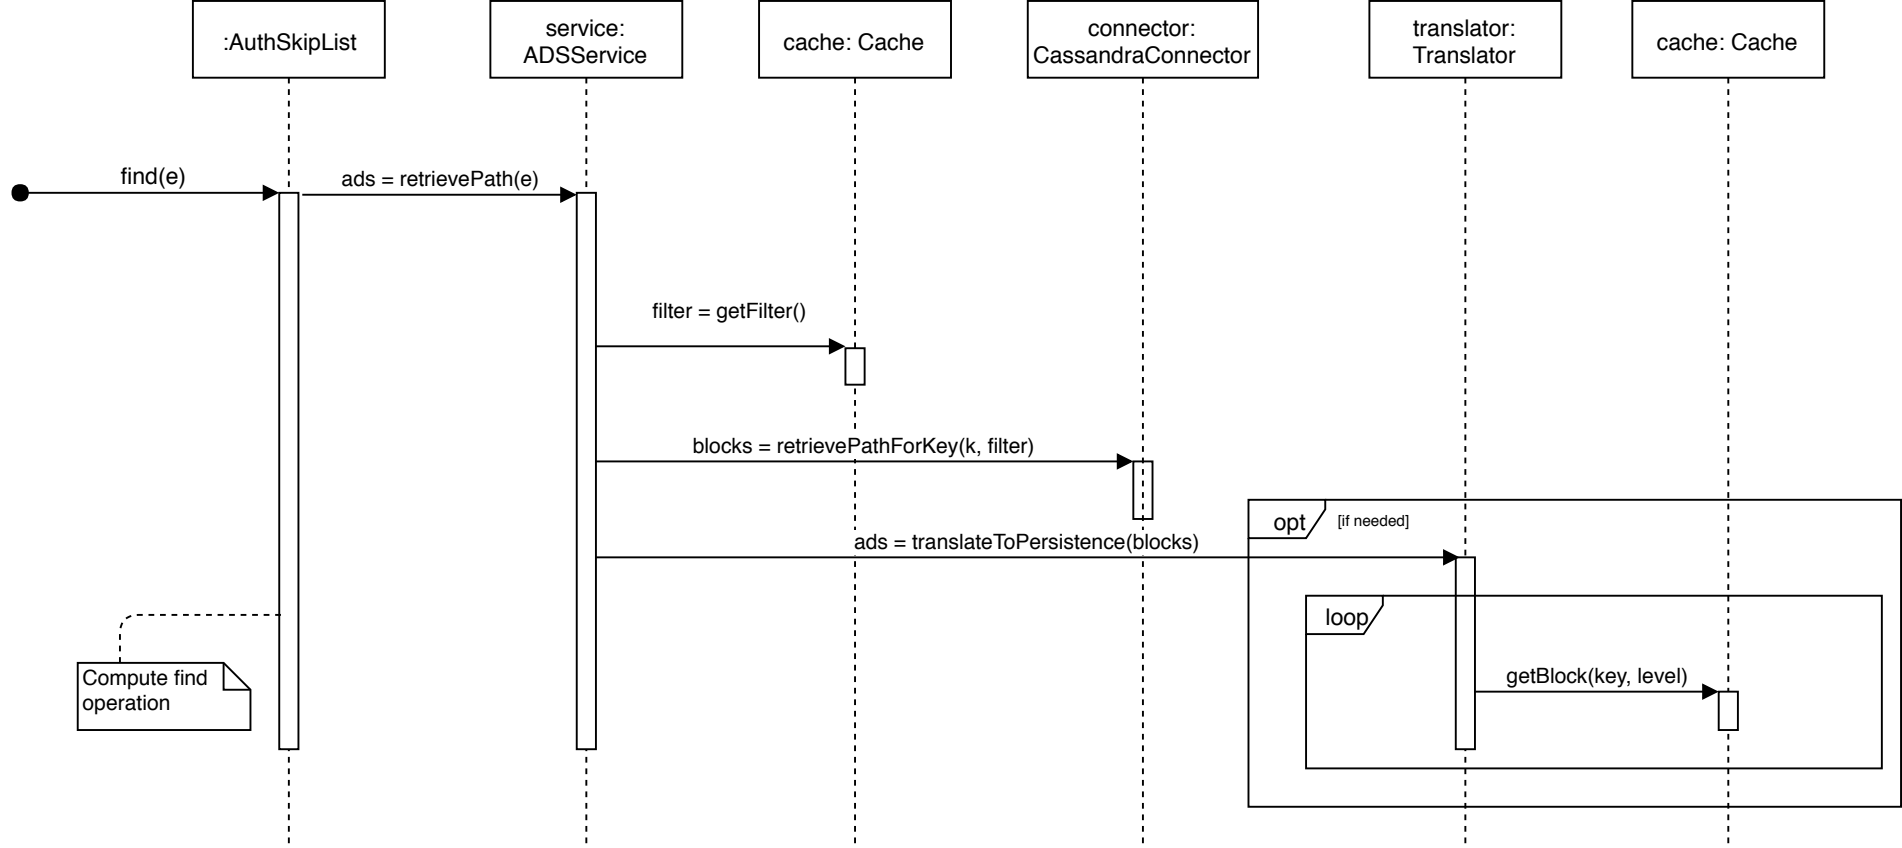 :AuthSkipList
service:
ADSService
cache: Cache
connector:
CassandraConnector
translator:
Translator
cache: Cache
find(e)
ads = retrievePath(e)
filter = getFilter()
blocks = retrievePathForKey(k, filter)
opt
[if needed]
ads = translateToPersistence(blocks)
loop
Compute find
operation
getBlock(key, level)